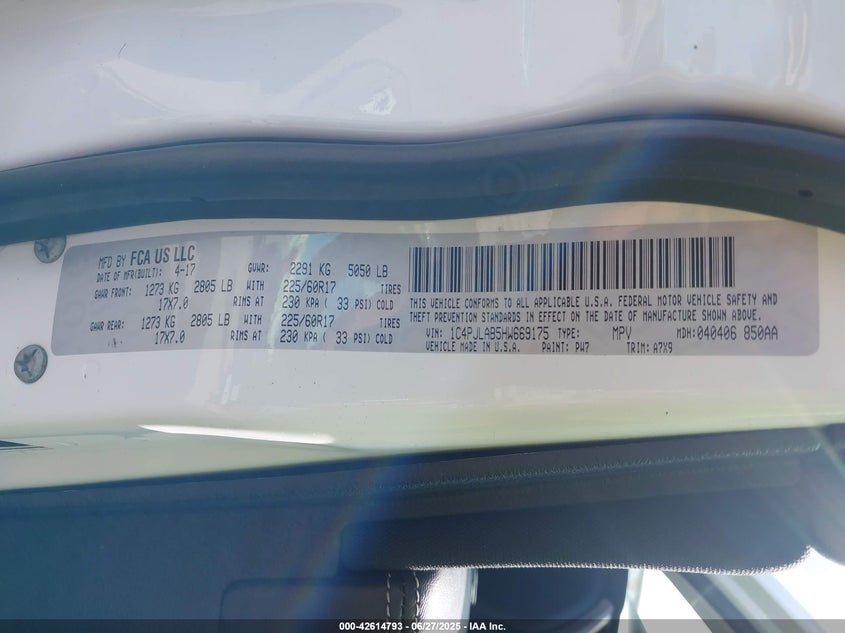 MFD BY FCA US LLC
DATE OF MFR(BUILT): 4-17
GVWR: 2291 KG 5050 LB
GAWR FRONT: 1273 KG 2805 LB WITH 225/60R17 TIRES
17X7.0 RIMS AT 230 KPA ( 33 PSI) COLD
GAWR REAR: 1273 KG 2805 LB WITH 225/60R17 TIRES
17X7.0 RIMS AT 230 KPA ( 33 PSI) COLD
THIS VEHICLE CONFORMS TO ALL APPLICABLE U.S.A. FEDERAL MOTOR VEHICLE SAFETY AND
THEFT PREVENTION STANDARDS IN EFFECT ON THE DATE OF MANUFACTURE SHOWN ABOVE.
VIN: 1C4PJLAB5HW669175 TYPE: MPV MDH: 040406 850AA
VEHICLE MADE IN U.S.A. PAINT: PW7 TRIM: A7X9
000-42614793 - 06/27/2025 - IAA Inc.